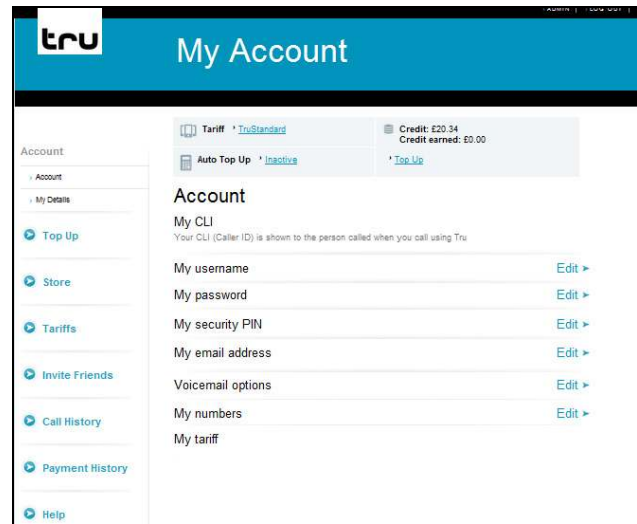 ADMIN | LOG OUT |
tru
My Account
Tariff TruStandard
Credit: £20.34
Credit earned: £0.00
Auto Top Up Inactive
Top Up
Account
Account
My Details
Top Up
Store
Tariffs
Invite Friends
Call History
Payment History
Help
Account
My CLI
Your CLI (Caller ID) is shown to the person called when you call using Tru
My username Edit
My password Edit
My security PIN Edit
My email address Edit
Voicemail options Edit
My numbers Edit
My tariff